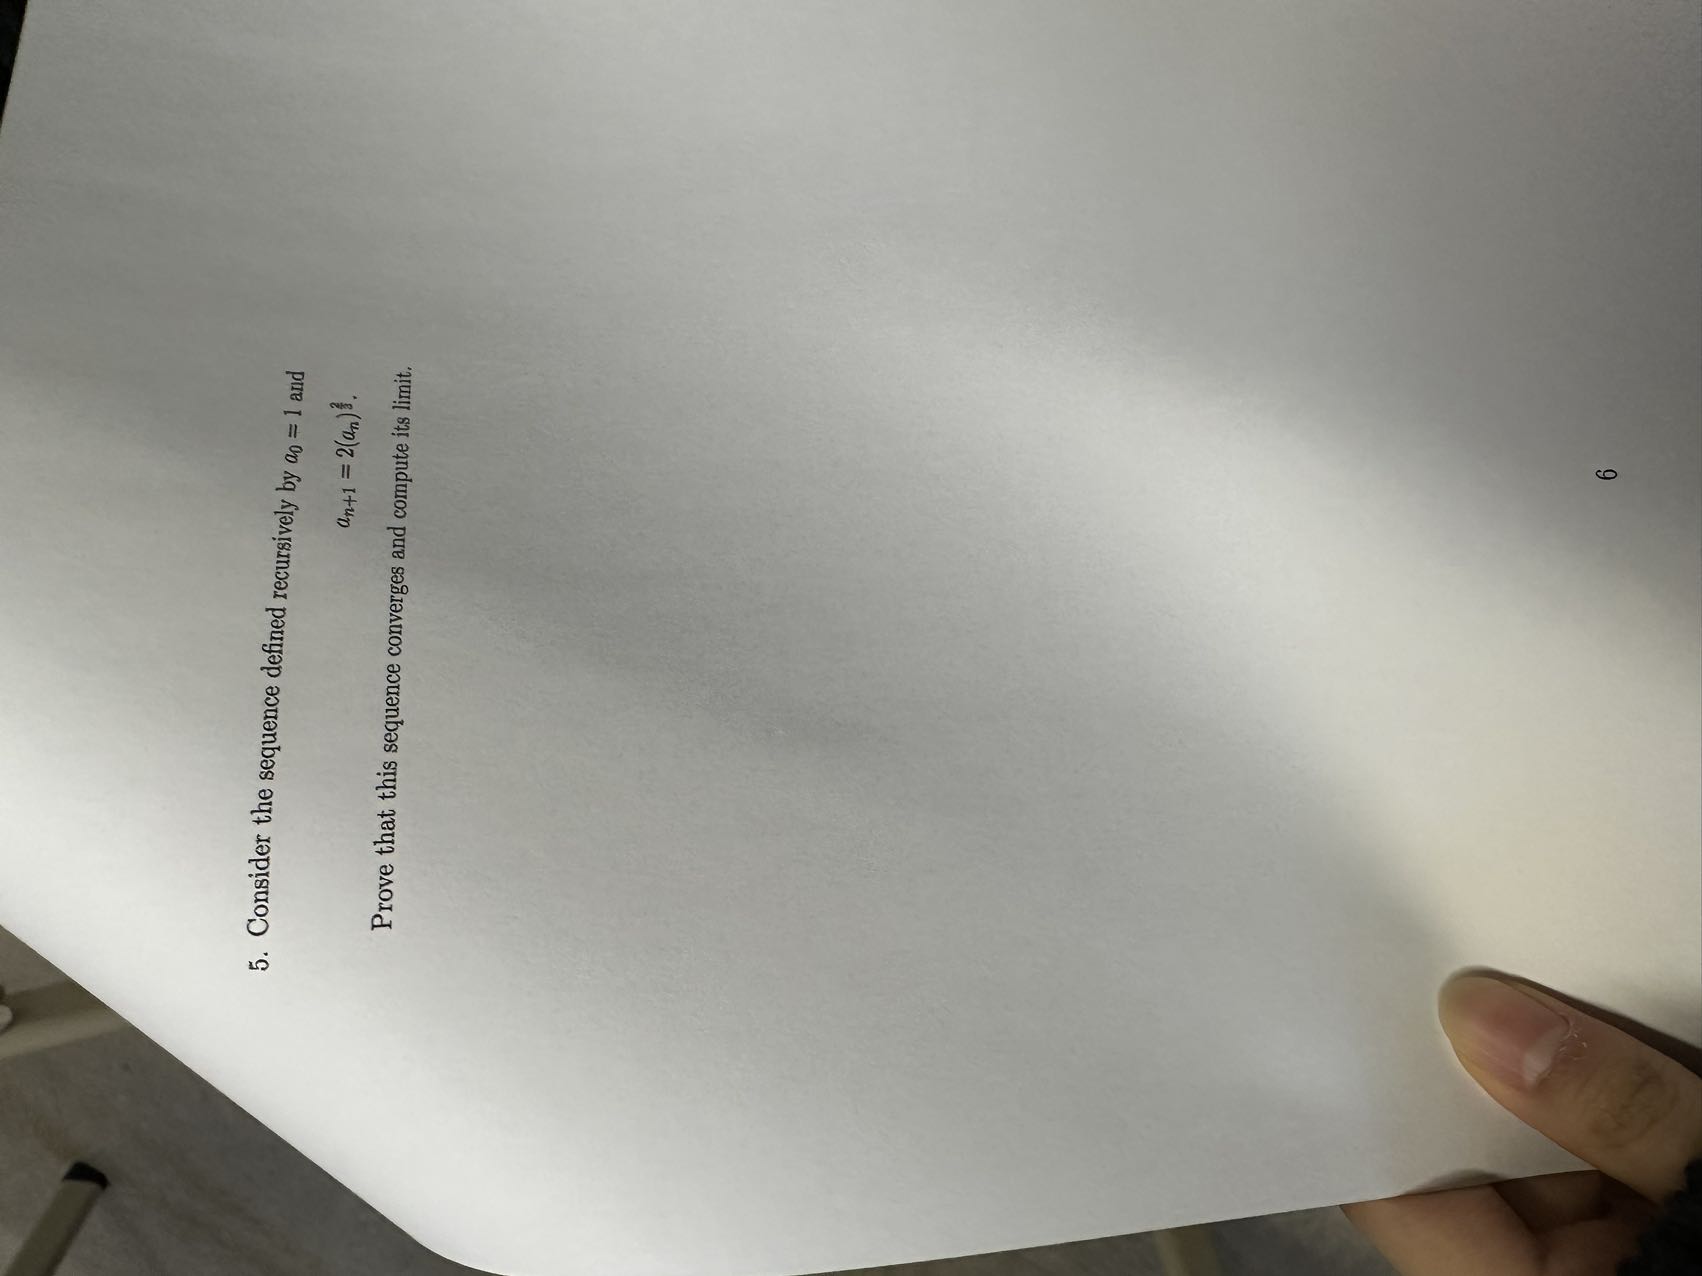 5. Consider the sequence defined recursively by a₀ = 1 and
aₙ₊₁ = 2(aₙ)^(2/3).
Prove that this sequence converges and compute its limit.
6